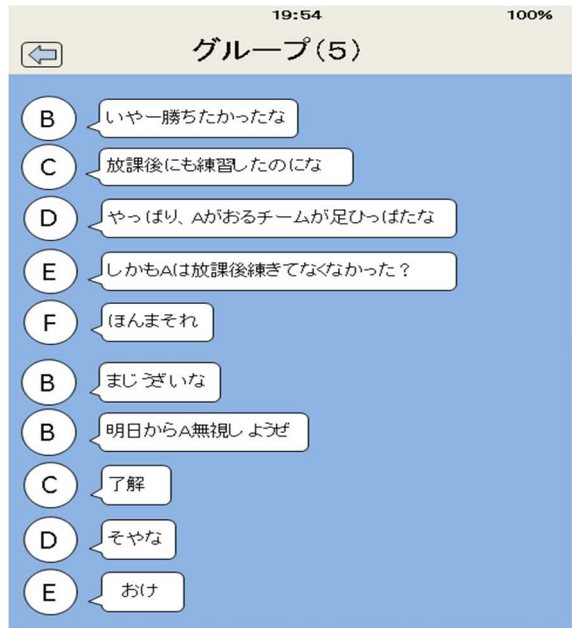 19:54 100%
グループ(5)
B いやー勝ちたかったな
C 放課後にも練習したのにな
D やっぱり、Aがおるチームが足ひっぱたな
E しかもAは放課後練きてなくなかった？
F ほんまそれ
B まじうざいな
B 明日からA無視しようぜ
C 了解
D そやな
E おけ